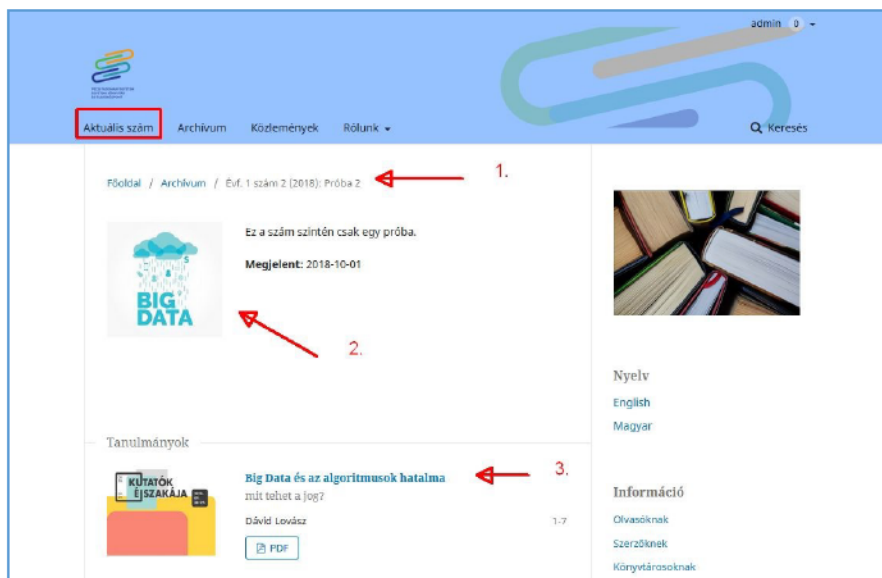 admin 0
Aktuális szám Archívum Közlemények Rólunk Keresés
Főoldal / Archívum / Évf. 1 szám 2 (2018): Próba 2
1.
Ez a szám szintén csak egy próba.
Megjelent: 2018-10-01
BIG
DATA
2.
Nyelv
English
Magyar
Tanulmányok
KUTATÓK
ÉJSZAKÁJA
Big Data és az algoritmusok hatalma
3.
mit tehet a jog?
Dávid Lovász 1-7
PDF
Információ
Olvasóknak
Szerzőknek
Könyvtárosoknak